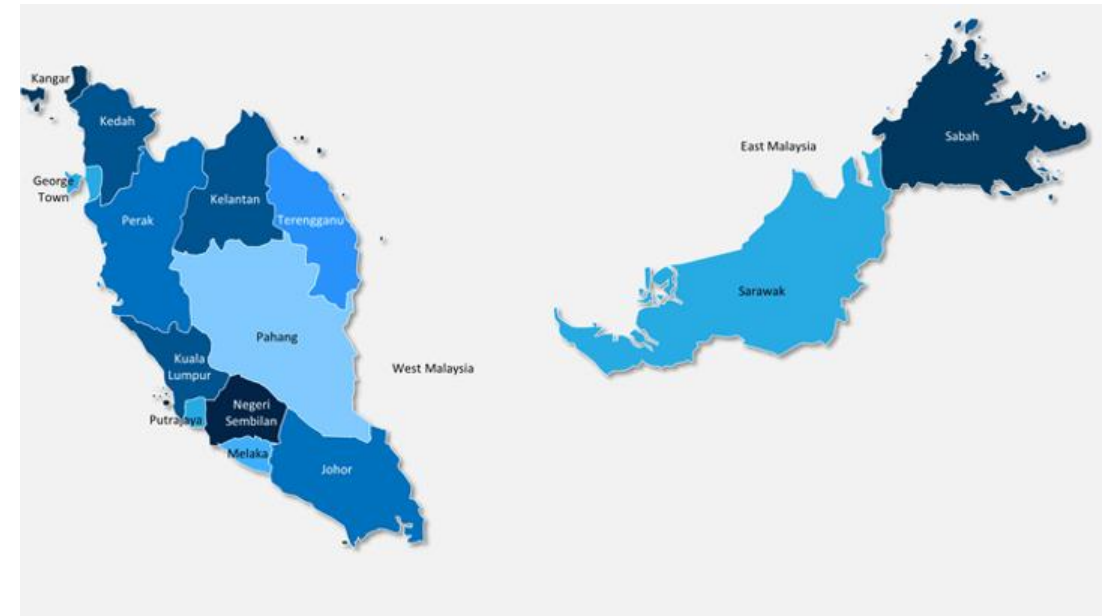 Kangar
Kedah
George
Town
Perak
Kelantan
Terengganu
Pahang
Kuala
Lumpur
West Malaysia
Putrajaya
Negeri
Sembilan
Melaka
Johor
East Malaysia
Sabah
Sarawak